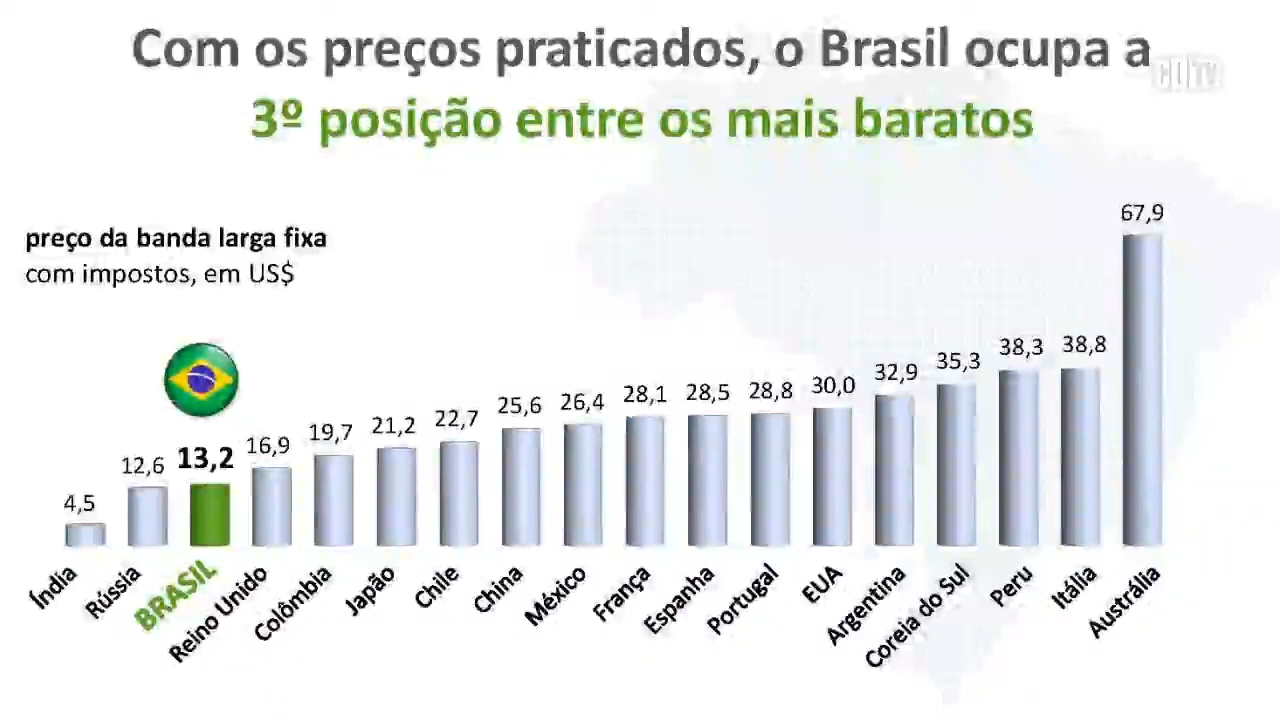 Com os preços praticados, o Brasil ocupa a
3º posição entre os mais baratos
preço da banda larga fixa
com impostos, em US$
4,5
12,6
13,2
16,9
19,7
21,2
22,7
25,6
26,4
28,1
28,5
28,8
30,0
32,9
35,3
38,3
38,8
67,9
Índia
Rússia
BRASIL
Reino Unido
Colômbia
Japão
Chile
China
México
França
Espanha
Portugal
EUA
Argentina
Coreia do Sul
Peru
Itália
Austrália